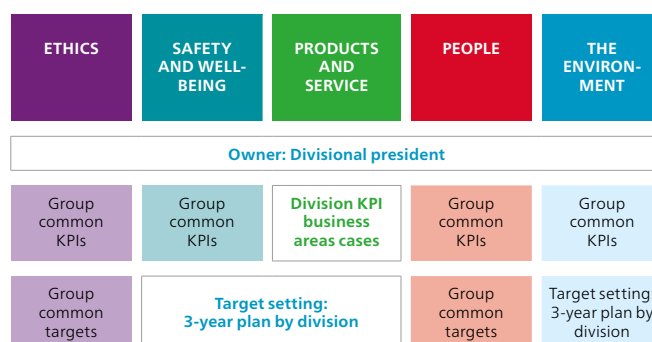 ETHICS
SAFETY
AND WELL-
BEING
PRODUCTS
AND
SERVICE
PEOPLE
THE
ENVIRON-
MENT
Owner: Divisional president
Group
common
KPIs
Group
common
KPIs
Division KPI
business
areas cases
Group
common
KPIs
Group
common
KPIs
Group
common
targets
Target setting:
3-year plan by division
Group
common
targets
Target setting:
3-year plan by
division